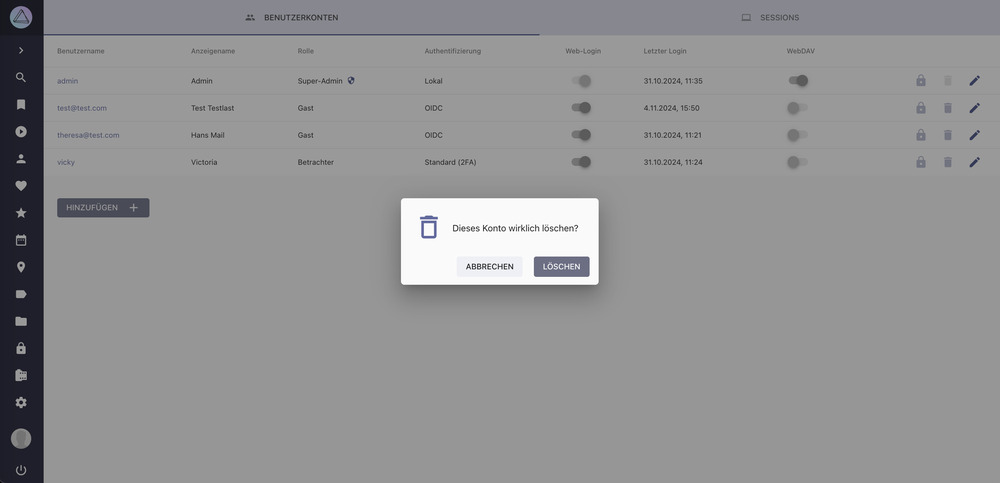 BENUTZERKONTEN SESSIONS
Benutzername Anzeigename Rolle Authentifizierung Web-Login Letzter Login WebDAV
admin Admin Super-Admin Lokal 31.10.2024, 11:35
test@test.com Test Testlast Gast OIDC 4.11.2024, 15:50
theresa@test.com Hans Mail Gast OIDC 31.10.2024, 11:21
vicky Victoria Betrachter Standard (2FA) 31.10.2024, 11:24
HINZUFÜGEN
Dieses Konto wirklich löschen?
ABBRECHEN LÖSCHEN